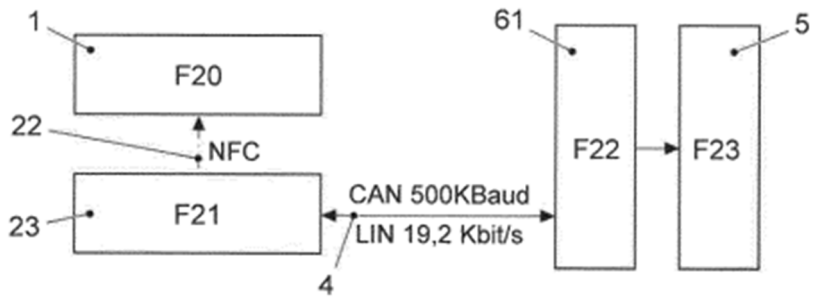 1
61
5
F20
22
NFC
F22
F23
CAN 500KBaud
23
F21
LIN 19,2 Kbit/s
4